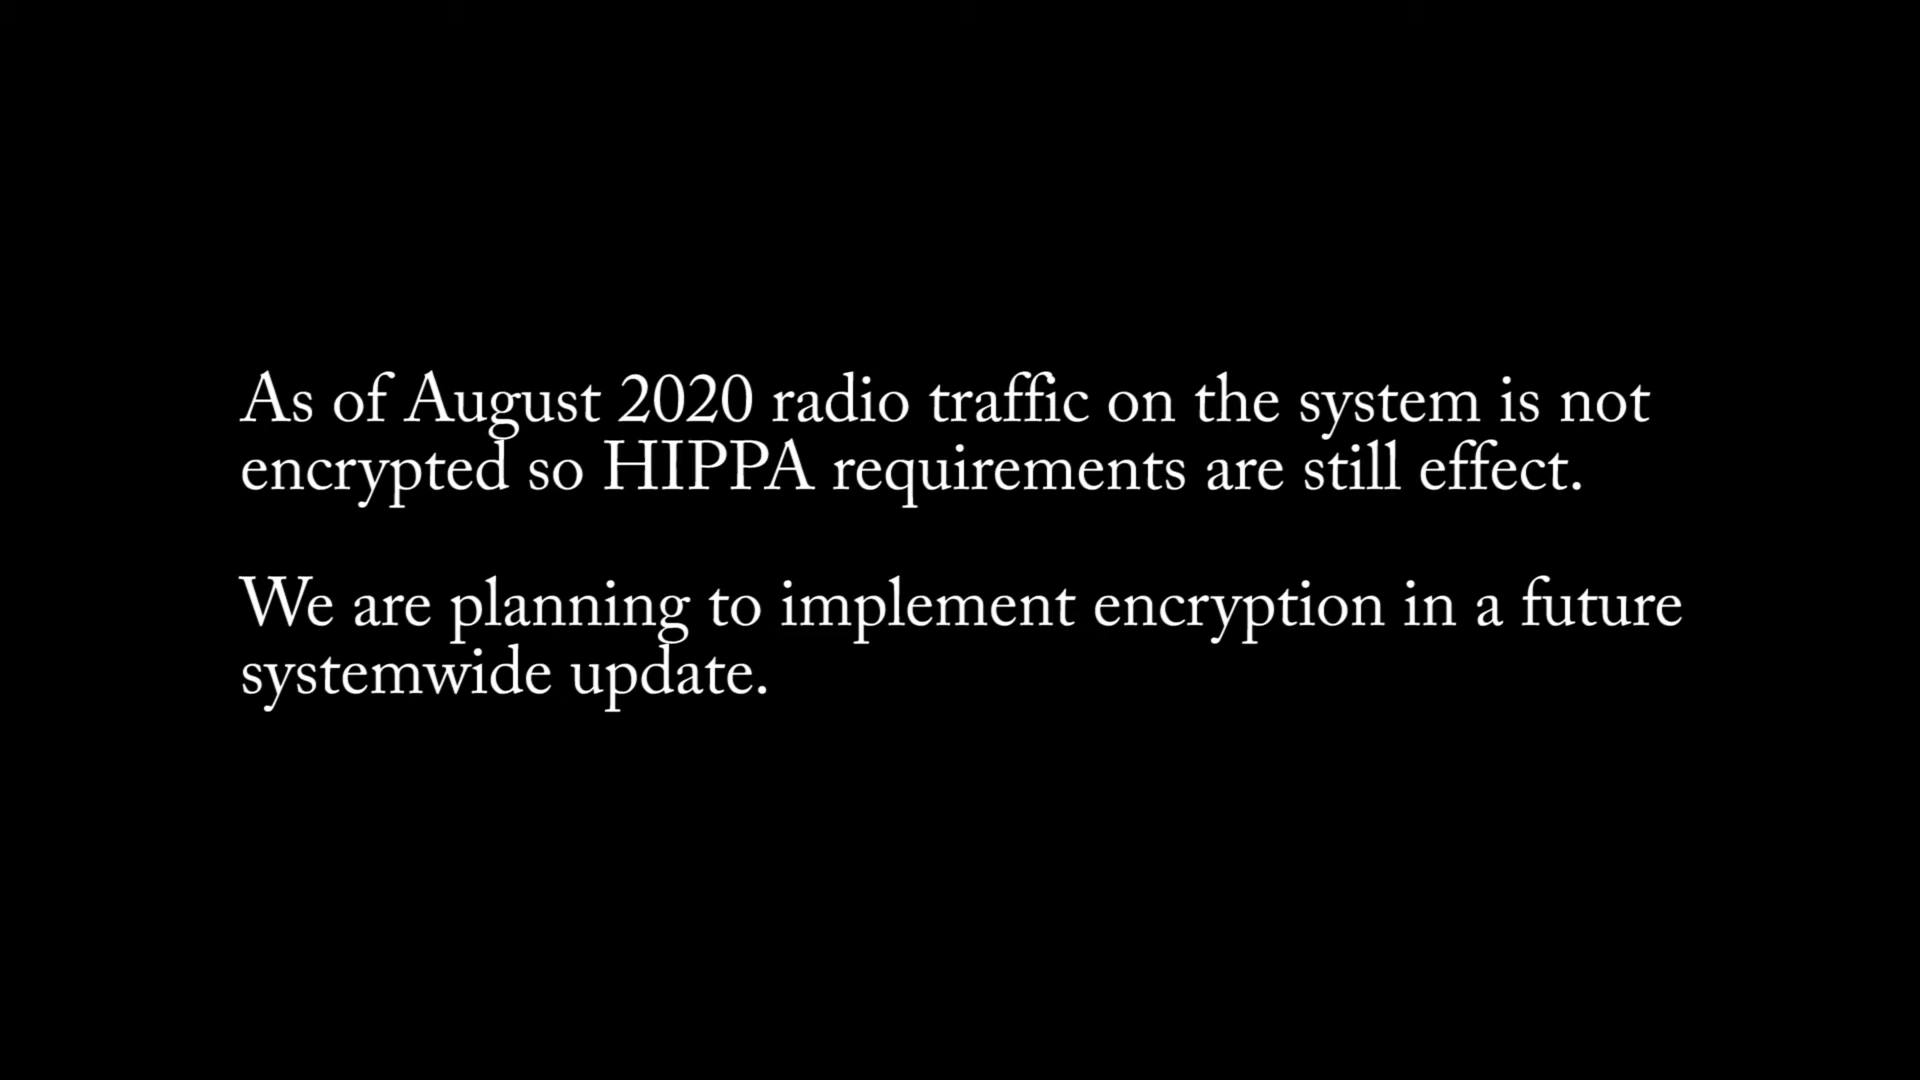 As of August 2020 radio traffic on the system is not
encrypted so HIPPA requirements are still effect.
We are planning to implement encryption in a future
systemwide update.